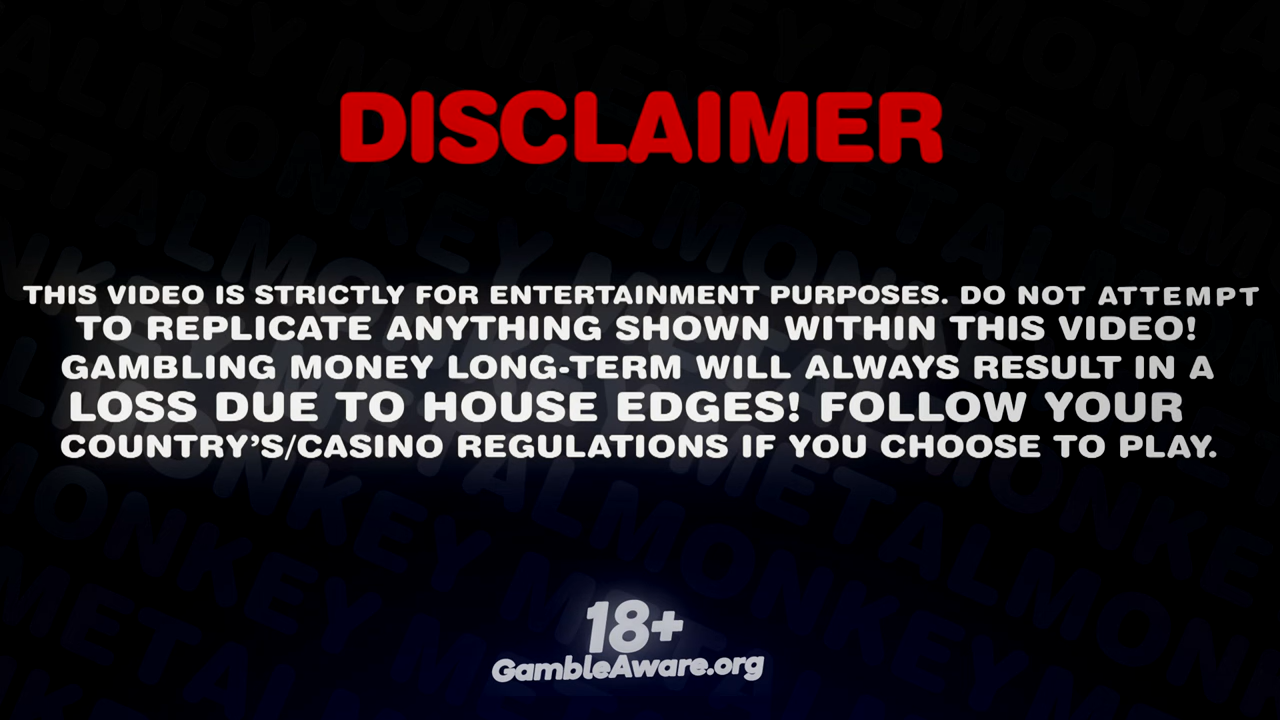 DISCLAIMER
THIS VIDEO IS STRICTLY FOR ENTERTAINMENT PURPOSES. DO NOT ATTEMPT
TO REPLICATE ANYTHING SHOWN WITHIN THIS VIDEO!
GAMBLING MONEY LONG-TERM WILL ALWAYS RESULT IN A
LOSS DUE TO HOUSE EDGES! FOLLOW YOUR
COUNTRY'S/CASINO REGULATIONS IF YOU CHOOSE TO PLAY.
18+
GambleAware.org